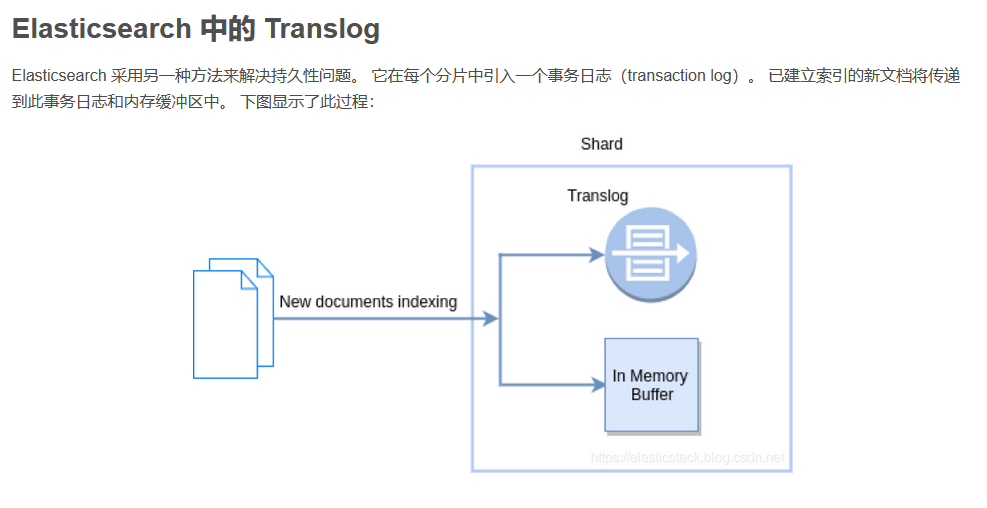 Elasticsearch 中的 Translog
Elasticsearch 采用另一种方法来解决持久性问题。 它在每个分片中引入一个事务日志（transaction log）。 已建立索引的新文档将传递
到此事务日志和内存缓冲区中。 下图显示了此过程：
Shard
Translog
New documents indexing
In Memory
Buffer
https://elasticstack.blog.csdn.net